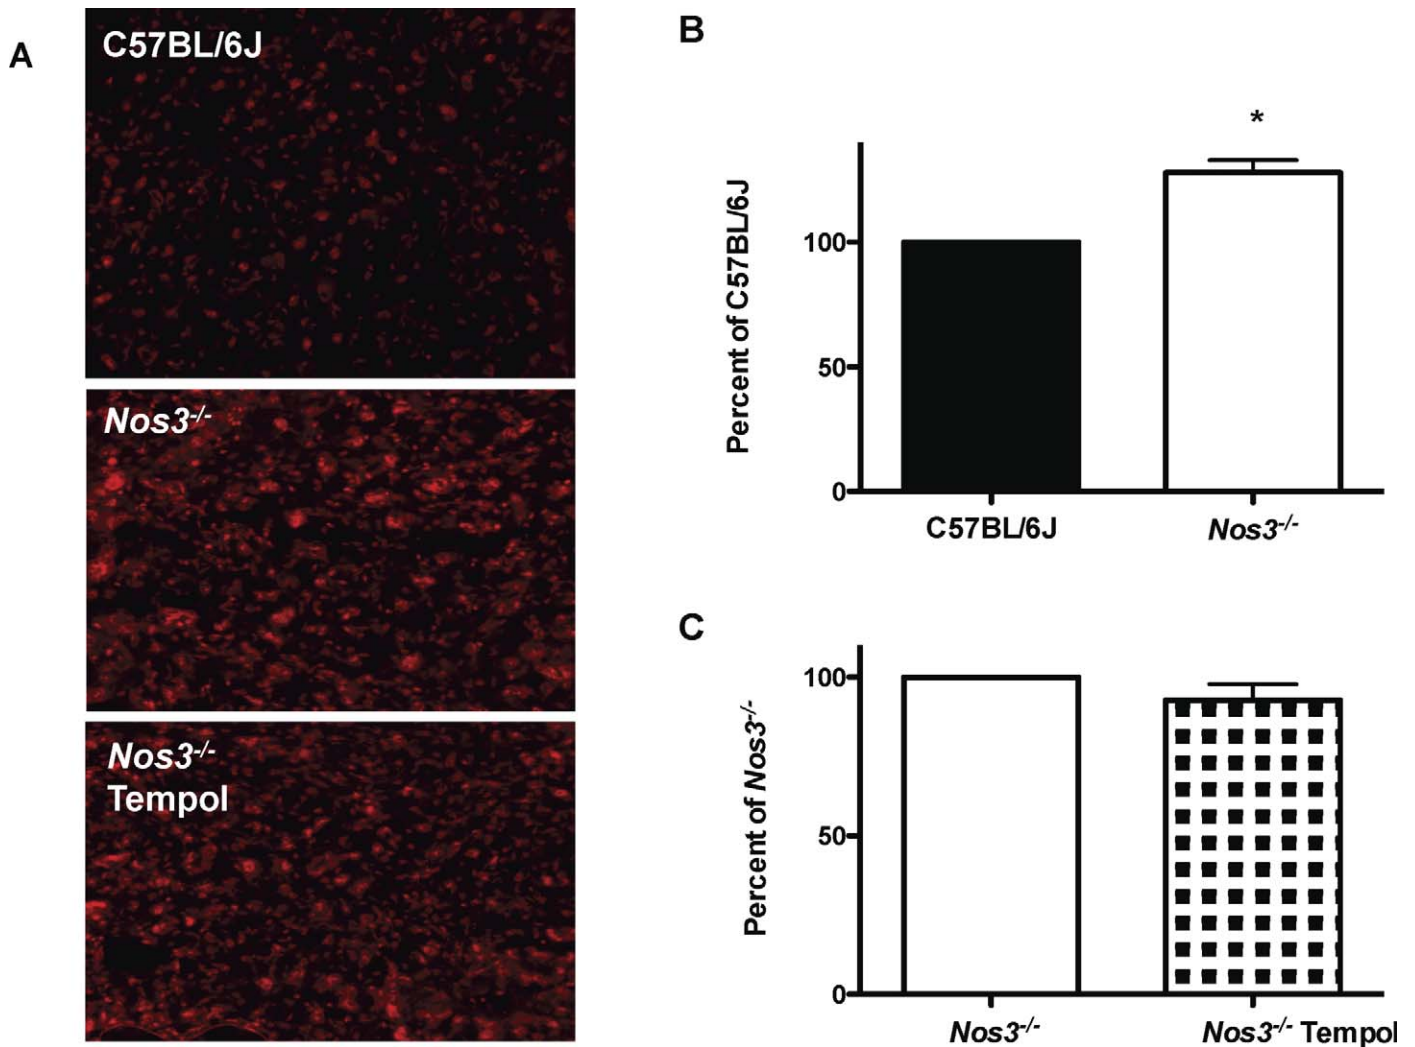 A
C57BL/6J
Nos3-/-
Nos3-/-
Tempol
B
*
Percent of C57BL/6J
100
50
0
C57BL/6J
Nos3-/-
C
Percent of Nos3-/-
100
50
0
Nos3-/-
Nos3-/- Tempol